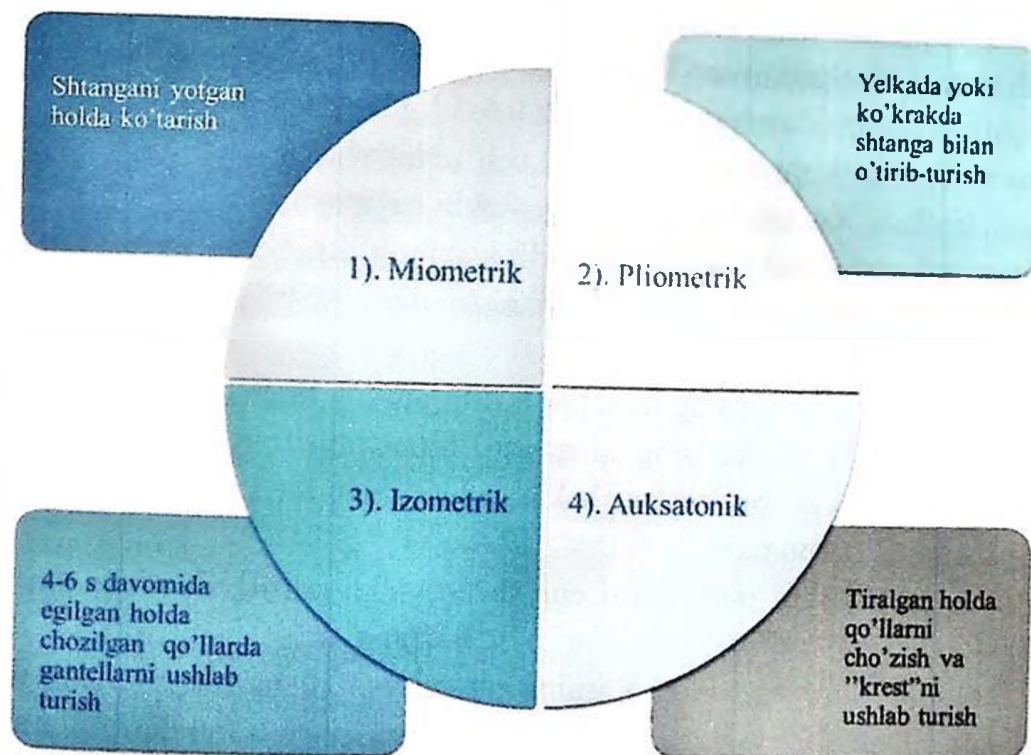 Shtangani yotgan
holda ko'tarish
Yelkada yoki
ko'krakda
shtanga bilan
o'tirib-turish
1). Miometrik
2). Pliometrik
3). Izometrik
4). Auksatonik
4-6 s davomida
egilgan holda
chozilgan qo'llarda
gantellarni ushlab
turish
Tiralgan holda
qo'llarni
cho'zish va
"krest"ni
ushlab turish